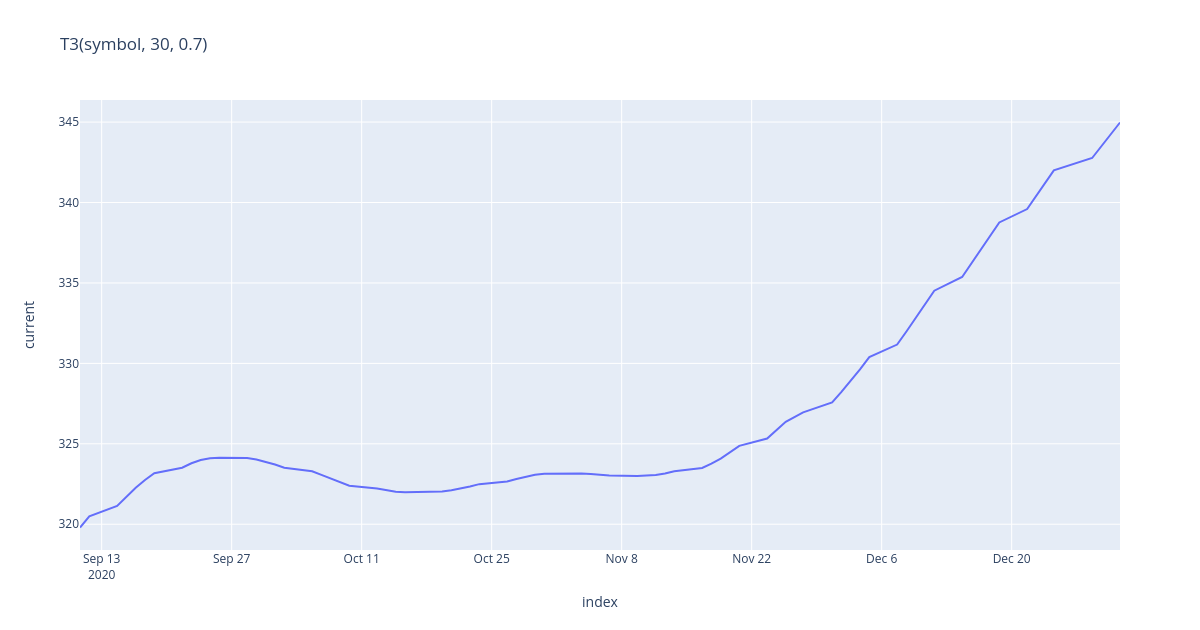 T3(symbol, 30, 0.7)
345
340
335
330
325
320
current
Sep 13
2020
Sep 27
Oct 11
Oct 25
Nov 8
Nov 22
Dec 6
Dec 20
index